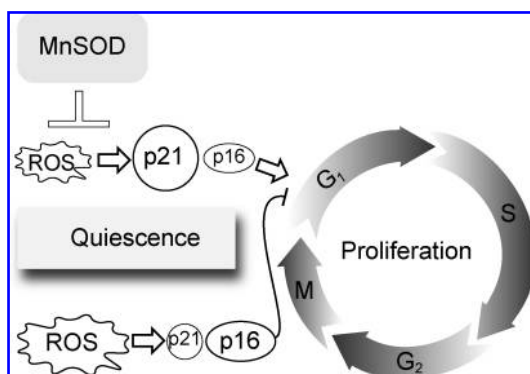 MnSOD
ROS
p21
p16
G1
S
Quiescence
Proliferation
M
ROS
p21
p16
G2